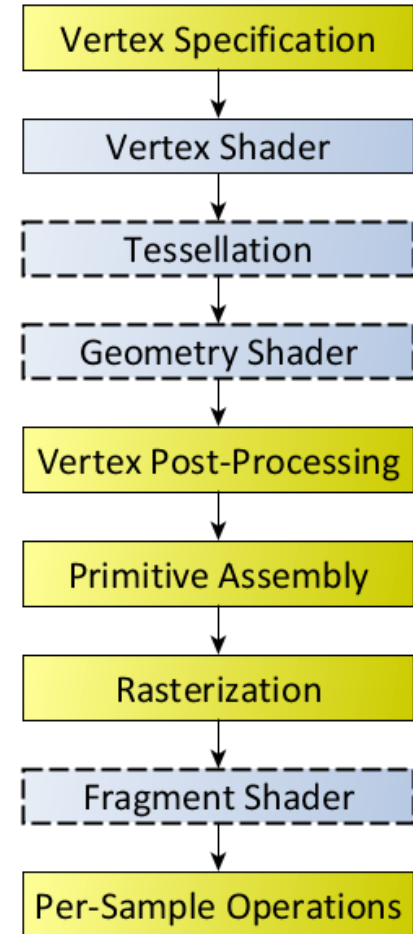 Vertex Specification
Vertex Shader
Tessellation
Geometry Shader
Vertex Post-Processing
Primitive Assembly
Rasterization
Fragment Shader
Per-Sample Operations